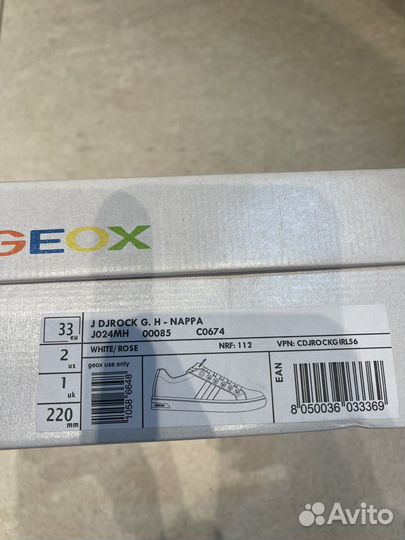 GEOX
33 eu
2 us
1 uk
220 mm
J DJROCK G. H - NAPPA
J024MH 00085 C0674
WHITE/ROSE NRF: 112 VPN: CDJROCKGIRL56
geox use only
1058 6648
EAN
8 050036 033369
Avito